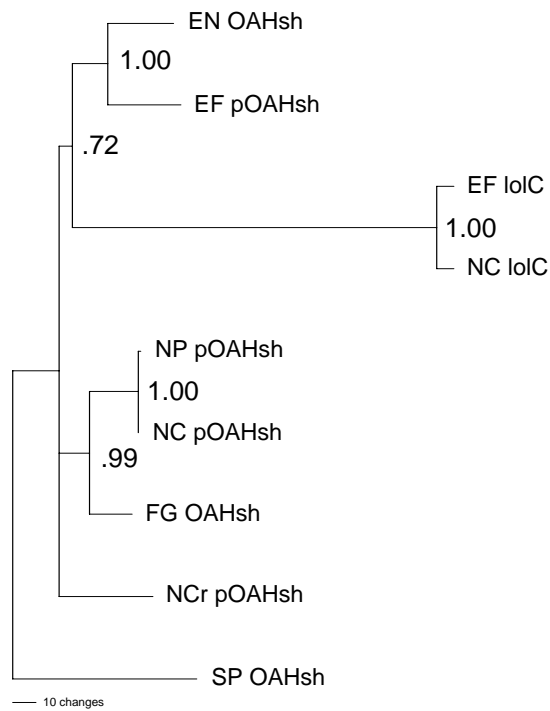 EN OAHsh
1.00
EF pOAHsh
.72
EF lolC
1.00
NC lolC
NP pOAHsh
1.00
NC pOAHsh
.99
FG OAHsh
NCr pOAHsh
SP OAHsh
10 changes